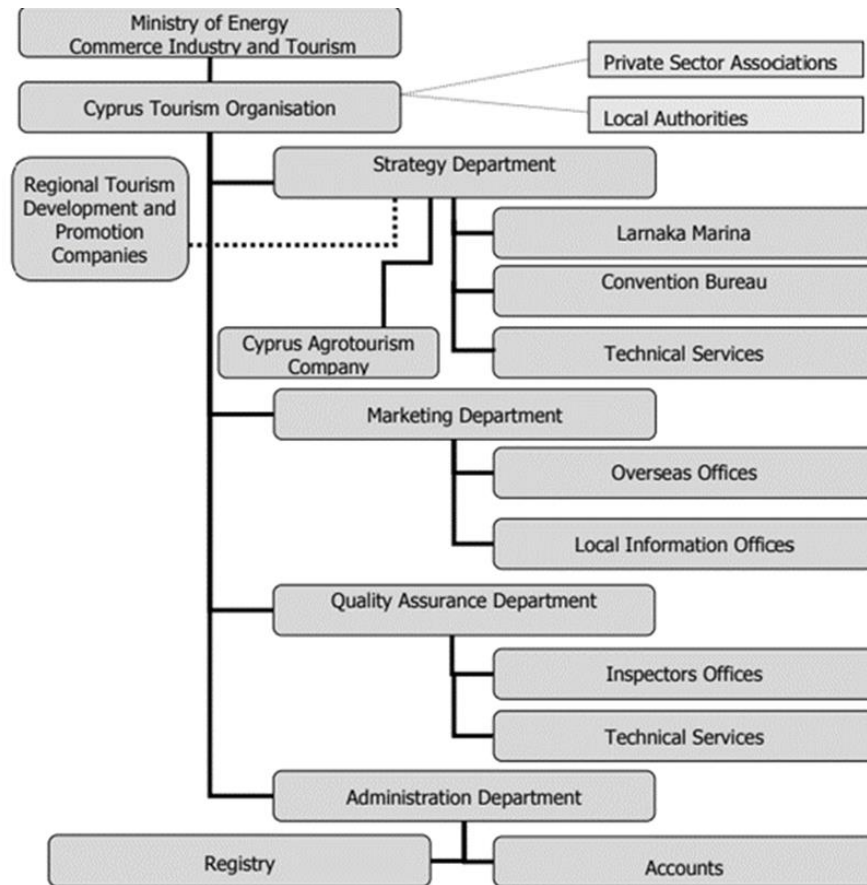 Ministry of Energy
Commerce Industry and Tourism
Private Sector Associations
Cyprus Tourism Organisation
Local Authorities
Strategy Department
Regional Tourism
Development and
Promotion
Companies
Larnaka Marina
Convention Bureau
Cyprus Agrotourism
Company
Technical Services
Marketing Department
Overseas Offices
Local Information Offices
Quality Assurance Department
Inspectors Offices
Technical Services
Administration Department
Registry
Accounts